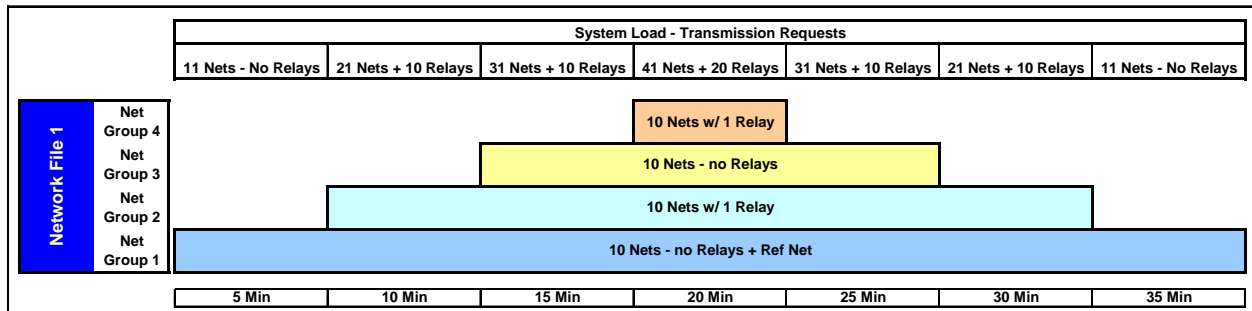 System Load - Transmission Requests
11 Nets - No Relays
21 Nets + 10 Relays
31 Nets + 10 Relays
41 Nets + 20 Relays
31 Nets + 10 Relays
21 Nets + 10 Relays
11 Nets - No Relays
Network File 1
Net
Group 4
10 Nets w/ 1 Relay
Net
Group 3
10 Nets - no Relays
Net
Group 2
10 Nets w/ 1 Relay
Net
Group 1
10 Nets - no Relays + Ref Net
5 Min
10 Min
15 Min
20 Min
25 Min
30 Min
35 Min